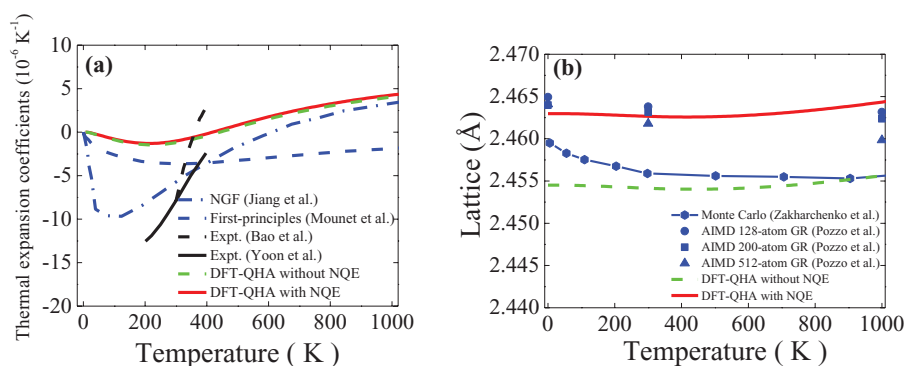 Thermal expansion coefficients (10⁻⁶ K⁻¹)
10
5
0
-5
-10
-15
-20
(a)
NGF (Jiang et al.)
First-principles (Mounet et al.)
Expt. (Bao et al.)
Expt. (Yoon et al.)
DFT-QHA without NQE
DFT-QHA with NQE
0 200 400 600 800 1000
Temperature ( K )
Lattice (Å)
2.470
2.465
2.460
2.455
2.450
2.445
2.440
(b)
Monte Carlo (Zakharchenko et al.)
AIMD 128-atom GR (Pozzo et al.)
AIMD 200-atom GR (Pozzo et al.)
AIMD 512-atom GR (Pozzo et al.)
DFT-QHA without NQE
DFT-QHA with NQE
0 200 400 600 800 1000
Temperature ( K )